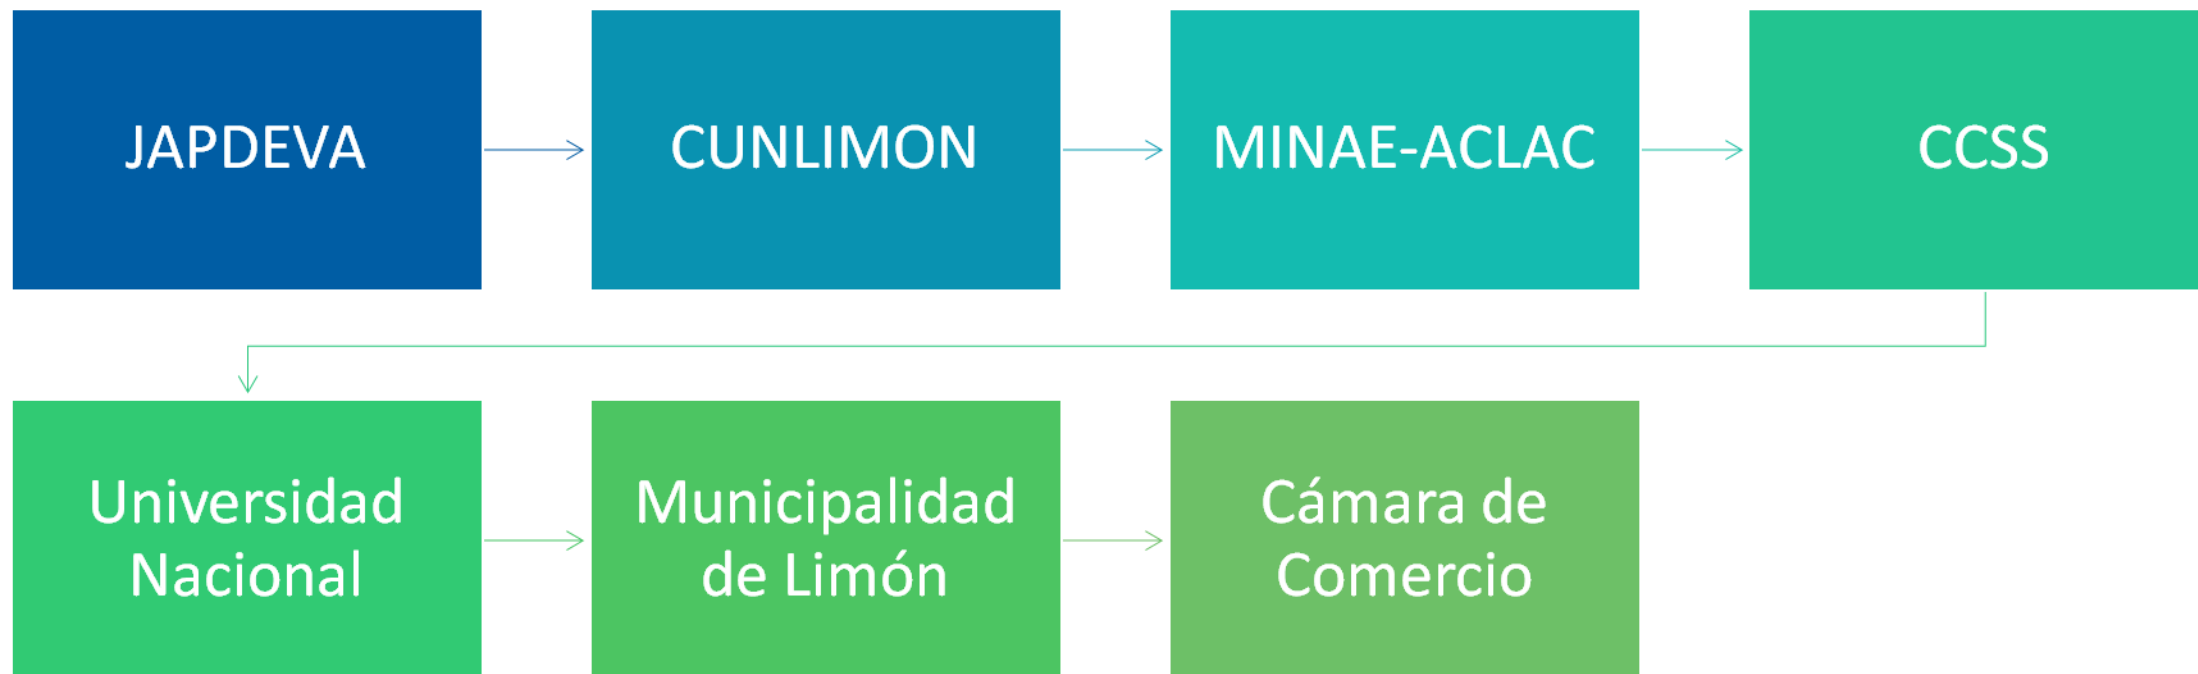 JAPDEVA
CUNLIMON
MINAE-ACLAC
CCSS
Universidad
Nacional
Municipalidad
de Limón
Cámara de
Comercio